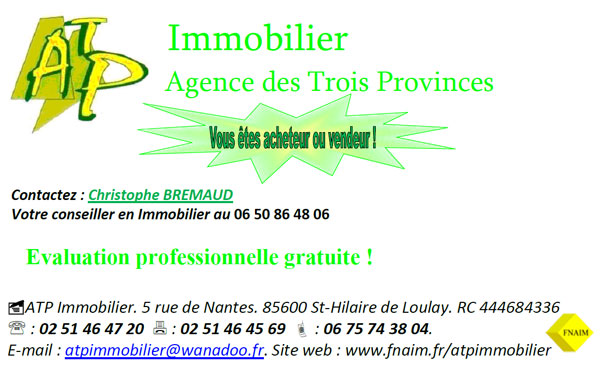 ATP
Immobilier
Agence des Trois Provinces
Vous êtes acheteur ou vendeur !
Contactez : Christophe BREMAUD
Votre conseiller en Immobilier au 06 50 86 48 06
Evaluation professionnelle gratuite !
ATP Immobilier. 5 rue de Nantes. 85600 St-Hilaire de Loulay. RC 444684336
: 02 51 46 47 20 : 02 51 46 45 69 : 06 75 74 38 04.
FNAIM
E-mail : atpimmobilier@wanadoo.fr. Site web : www.fnaim.fr/atpimmobilier